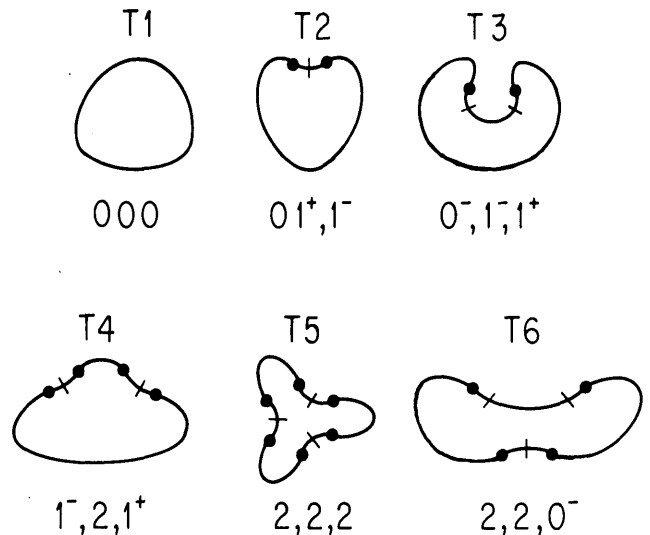 T1 T2 T3
000 01⁺,1⁻ 0⁻,1⁻,1⁺
T4 T5 T6
1⁻,2,1⁺ 2,2,2 2,2,0⁻